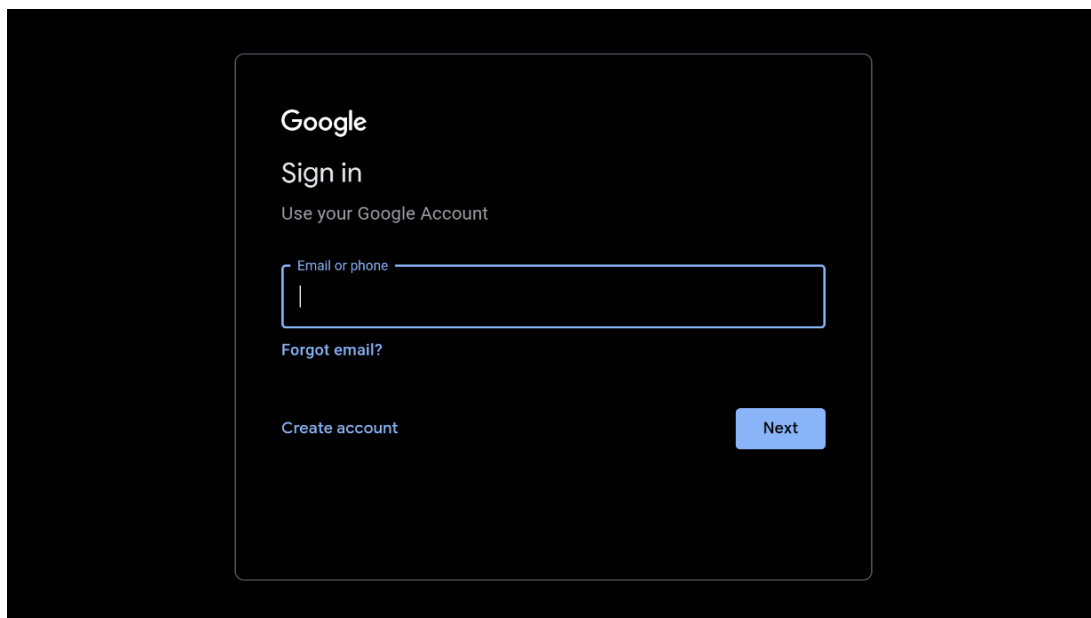 Google
Sign in
Use your Google Account
Email or phone
Forgot email?
Create account
Next